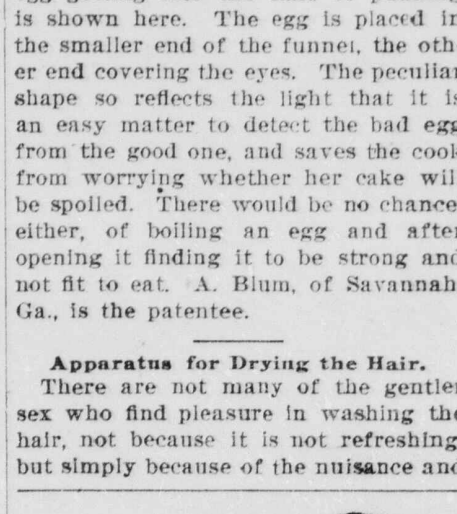 is shown here. The egg is placed in
the smaller end of the funnel, the oth
er end covering the eyes. The peculiar
shape so reflects the light that it is
an easy matter to detect the bad egg
from the good one, and saves the cook
from worrying whether her cake will
be spoiled. There would be no chance
either, of boiling an egg and after
opening it finding it to be strong and
not fit to eat. A. Blum, of Savannah
Ga., is the patentee.
Apparatus for Drying the Hair.
There are not many of the gentler
sex who find pleasure in washing the
hair, not because it is not refreshing
but simply because of the nuisance and